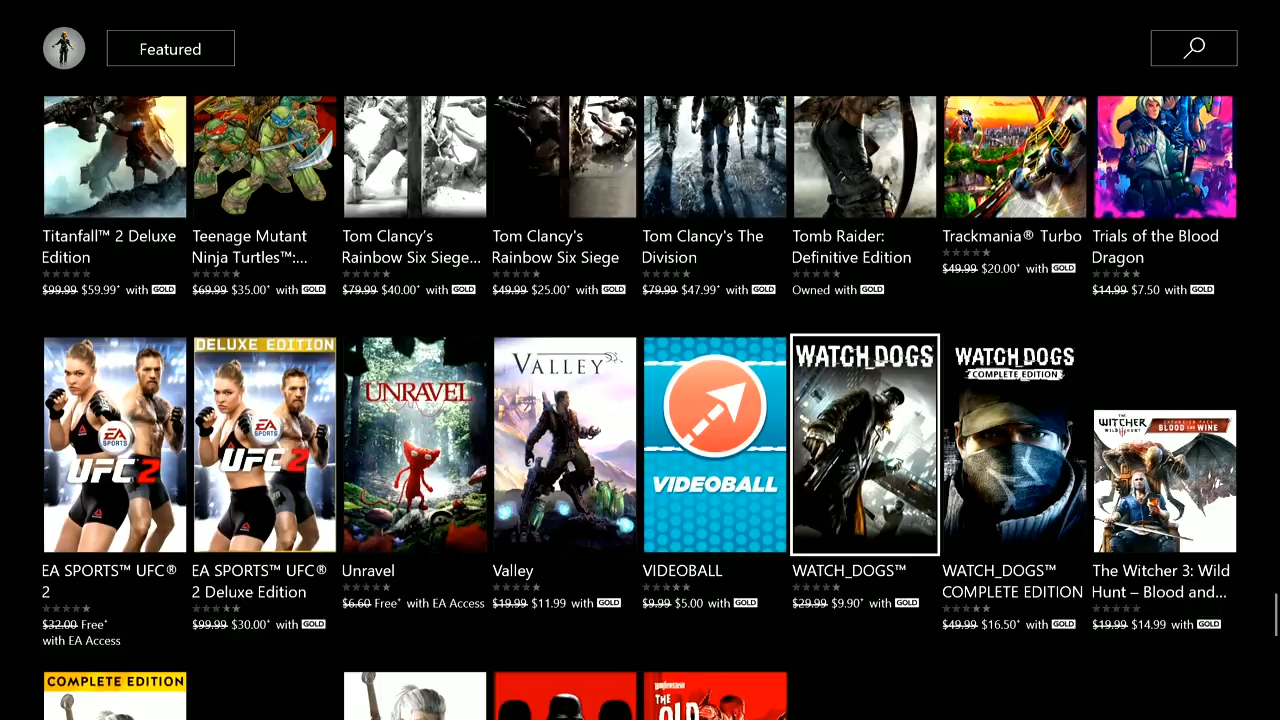 Featured
Titanfall™ 2 Deluxe
Edition
$99.99 $59.99⁺ with GOLD
Teenage Mutant
Ninja Turtles™:...
$69.99 $35.00⁺ with GOLD
Tom Clancy's
Rainbow Six Siege...
$79.99 $40.00⁺ with GOLD
Tom Clancy's
Rainbow Six Siege
$49.99 $25.00⁺ with GOLD
Tom Clancy's The
Division
$79.99 $47.99⁺ with GOLD
Tomb Raider:
Definitive Edition
Owned with GOLD
Trackmania® Turbo
$49.99 $20.00⁺ with GOLD
Trials of the Blood
Dragon
$14.99 $7.50 with GOLD
EA
SPORTS
UFC 2
EA SPORTS™ UFC®
2
$32.00 Free⁺
with EA Access
DELUXE EDITION
EA
SPORTS
UFC 2
EA SPORTS™ UFC®
2 Deluxe Edition
$99.99 $30.00⁺ with GOLD
UNRAVEL
Unravel
$6.60 Free⁺ with EA Access
VALLEY
Valley
$19.99 $11.99 with GOLD
VIDEOBALL
VIDEOBALL
$9.99 $5.00 with GOLD
WATCH_DOGS
WATCH_DOGS™
$29.99 $9.90⁺ with GOLD
WATCH_DOGS
COMPLETE EDITION
WATCH_DOGS™
COMPLETE EDITION
$49.99 $16.50⁺ with GOLD
THE
WITCHER
WILD HUNT
EXPANSION PACK
BLOOD AND WINE
The Witcher 3: Wild
Hunt – Blood and...
$19.99 $14.99 with GOLD
COMPLETE EDITION
Wolfenstein
THE
OLD